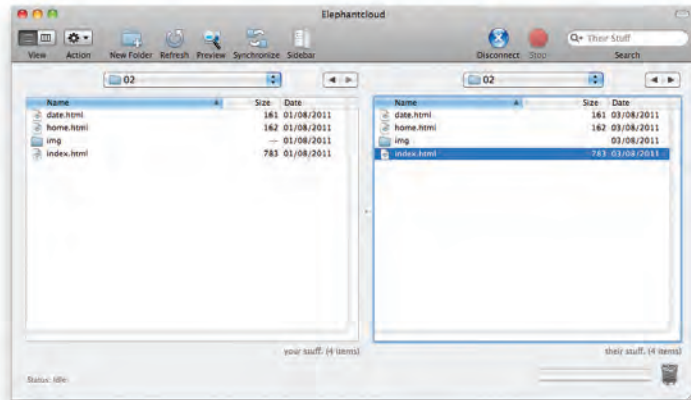 Elephantcloud
View Action New Folder Refresh Preview Synchronize Sidebar Disconnect Stop Search
Their Stuff
02
02
Name Size Date
date.html 161 01/08/2011
home.html 162 01/08/2011
img — 01/08/2011
index.html 783 01/08/2011
Name Size Date
date.html 161 03/08/2011
home.html 162 03/08/2011
img 03/08/2011
index.html 783 03/08/2011
your stuff. (4 items)
their stuff. (4 items)
Status: Idle.